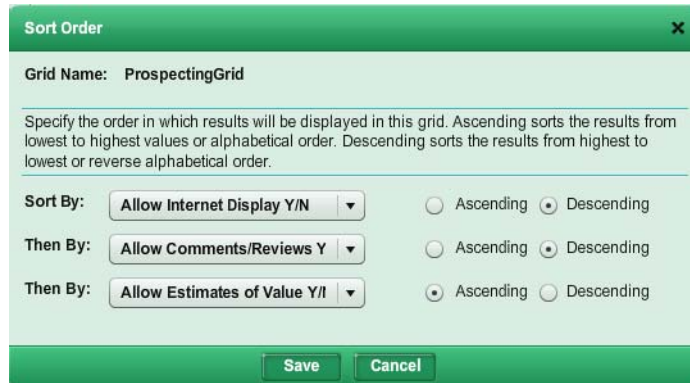 Sort Order
Grid Name: ProspectingGrid
Specify the order in which results will be displayed in this grid. Ascending sorts the results from
lowest to highest values or alphabetical order. Descending sorts the results from highest to
lowest or reverse alphabetical order.
Sort By: Allow Internet Display Y/N Ascending Descending
Then By: Allow Comments/Reviews Y Ascending Descending
Then By: Allow Estimates of Value Y/ Ascending Descending
Save Cancel